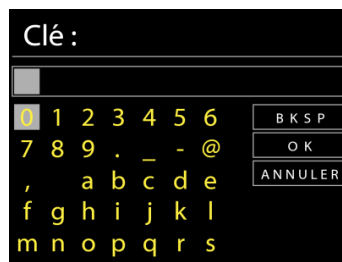 Clé :
0 1 2 3 4 5 6
BKSP
7 8 9 . _ - @
OK
, a b c d e
ANNULER
f g h i j k l
m n o p q r s